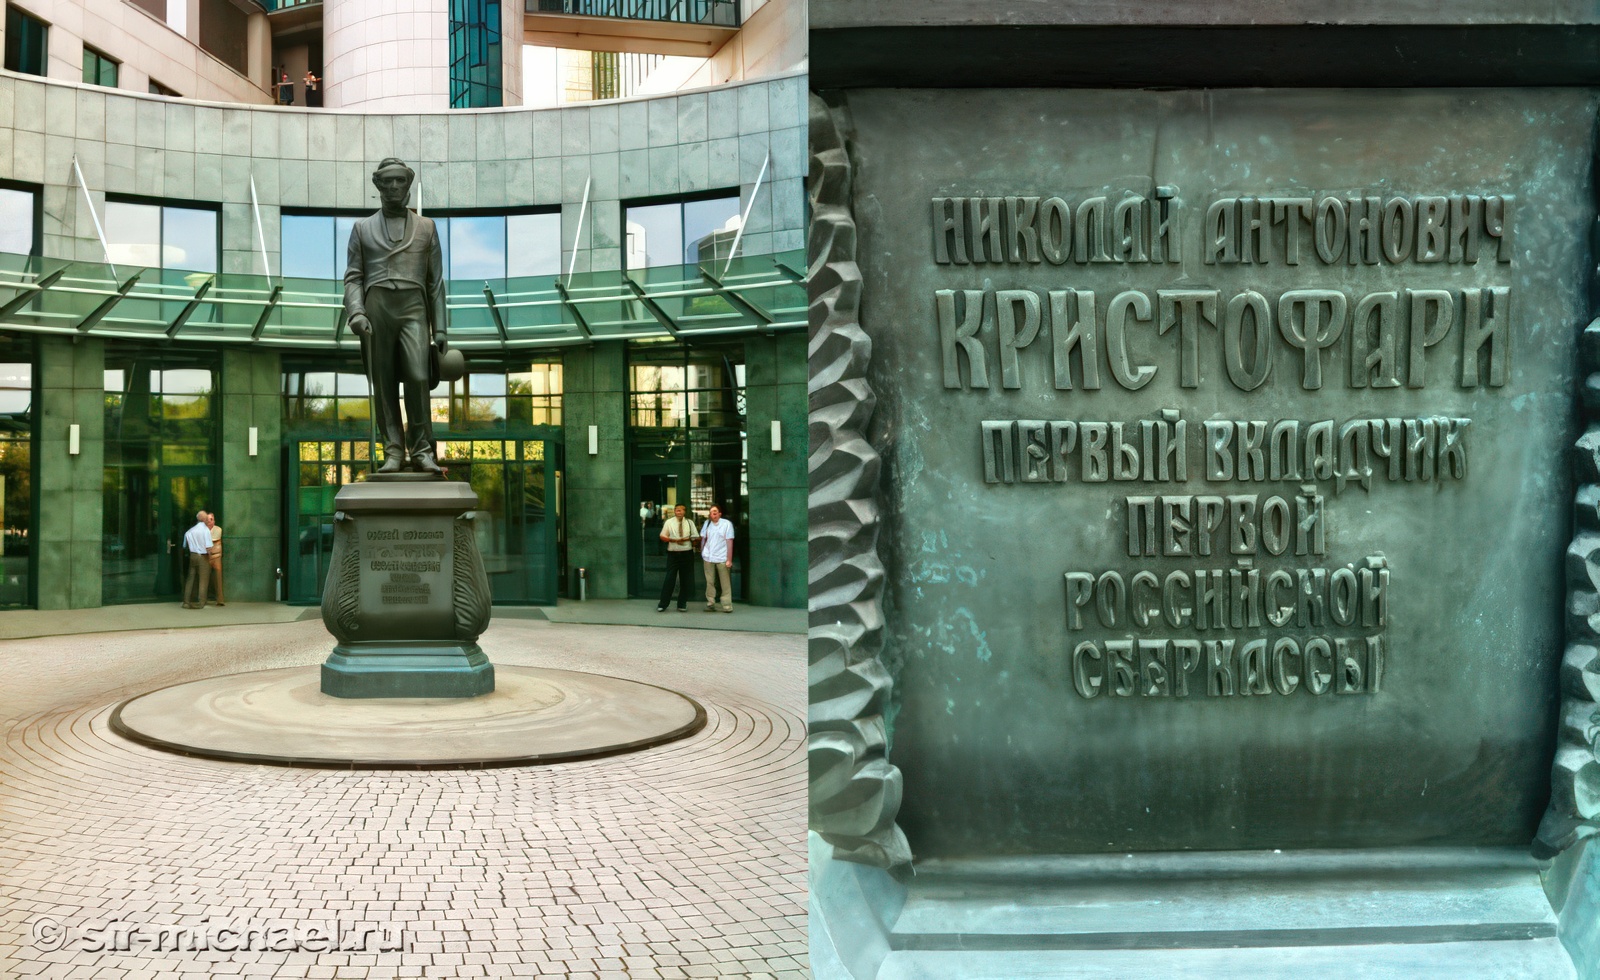 НИКОЛАЙ АНТОНОВИЧ
КРИСТОФАРИ
ПЕРВЫЙ ВКЛАДЧИК
ПЕРВОЙ
РОССИЙСКОЙ
СБЕРКАССЫ
© sir-michael.ru